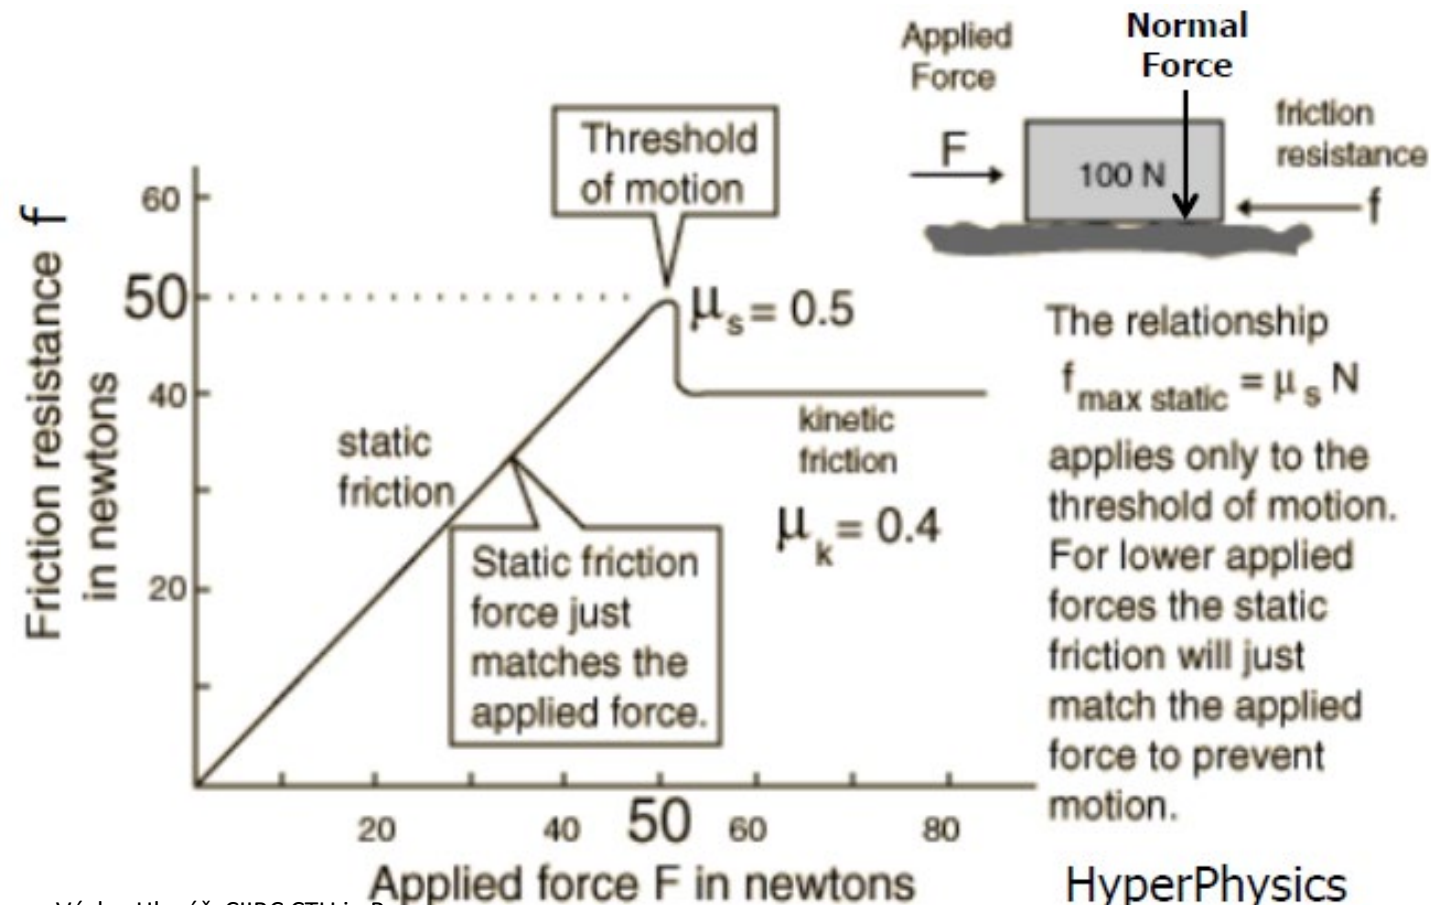 Applied
Force
Normal
Force
F
100 N
friction
resistance
f
Threshold
of motion
Friction resistance f
in newtons
60
50
40
20
μs = 0.5
static
friction
kinetic
friction
μk = 0.4
Static friction
force just
matches the
applied force.
20 40 50 60 80
Applied force F in newtons
The relationship
f max static = μ s N
applies only to the
threshold of motion.
For lower applied
forces the static
friction will just
match the applied
force to prevent
motion.
HyperPhysics